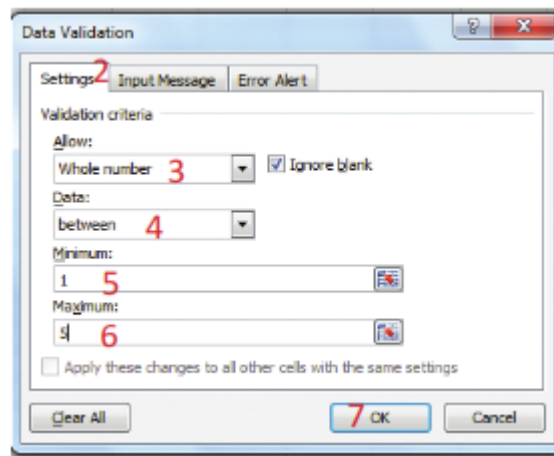 Data Validation
Settings 2 Input Message Error Alert
Validation criteria
Allow:
Whole number 3 Ignore blank
Data:
between 4
Minimum:
1 5
Maximum:
5 6
Apply these changes to all other cells with the same settings
Clear All 7 OK Cancel